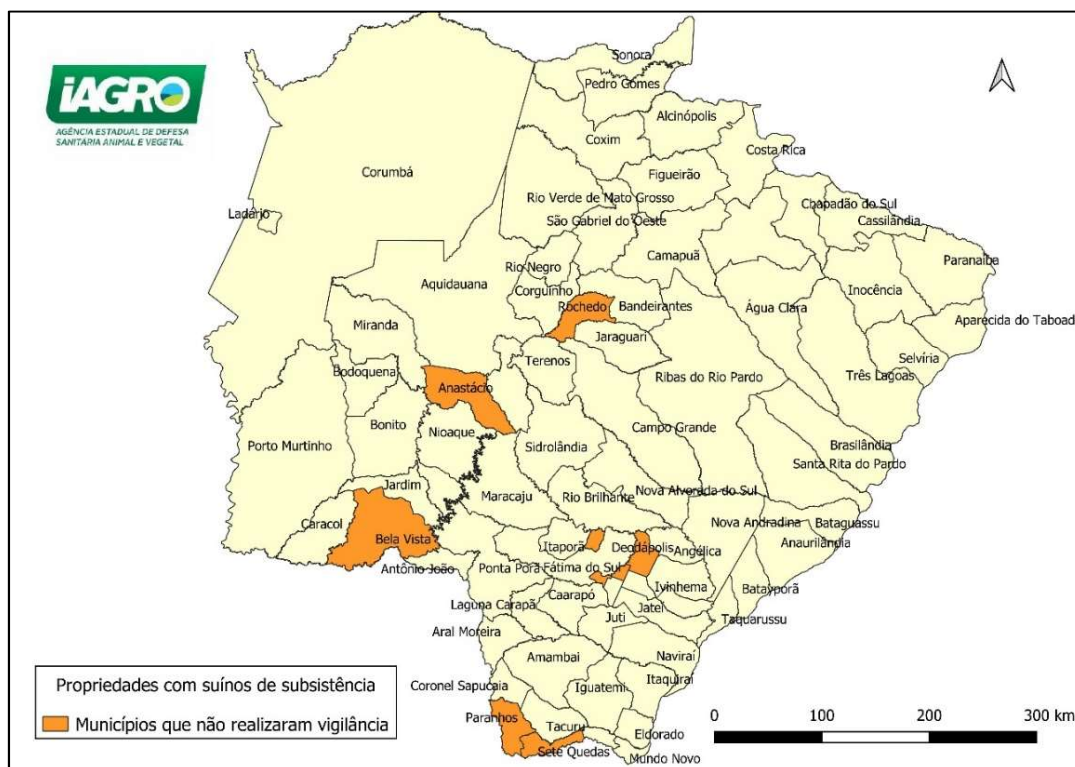 iAGRO
AGÊNCIA ESTADUAL DE DEFESA
SANITÁRIA ANIMAL E VEGETAL
Sonora
Pedro Gomes
Alcinópolis
Coxim
Costa Rica
Corumbá
Figueirão
Rio Verde de Mato Grosso
Chapadão do Sul
Ladário
São Gabriel do Oeste
Cassilândia
Camapuã
Paranaíba
Rio Negro
Aquidauana
Inocência
Corguinho
Rochedo
Bandeirantes
Água Clara
Aparecida do Taboad
Miranda
Jaraguari
Selvíria
Terenos
Bodoquena
Ribas do Rio Pardo
Três Lagoas
Anastácio
Bonito
Campo Grande
Nioaque
Porto Murtinho
Sidrolândia
Brasilândia
Santa Rita do Pardo
Jardim
Nova Alvorada do Sul
Maracaju
Rio Brilhante
Caracol
Nova Andradina
Bataguassu
Bela Vista
Itaporã
Deodápolis
Angélica
Anaurilândia
Antônio João
Ponta Porã
Fátima do Sul
Ivinhema
Batayporã
Caarapó
Laguna Carapã
Jateí
Juti
Taquarussu
Aral Moreira
Naviraí
Amambai
Itaquiraí
Coronel Sapucaia
Iguatemi
Paranhos
Tacuru
Eldorado
Sete Quedas
Mundo Novo
Propriedades com suínos de subsistência
Municípios que não realizaram vigilância
0 100 200 300 km